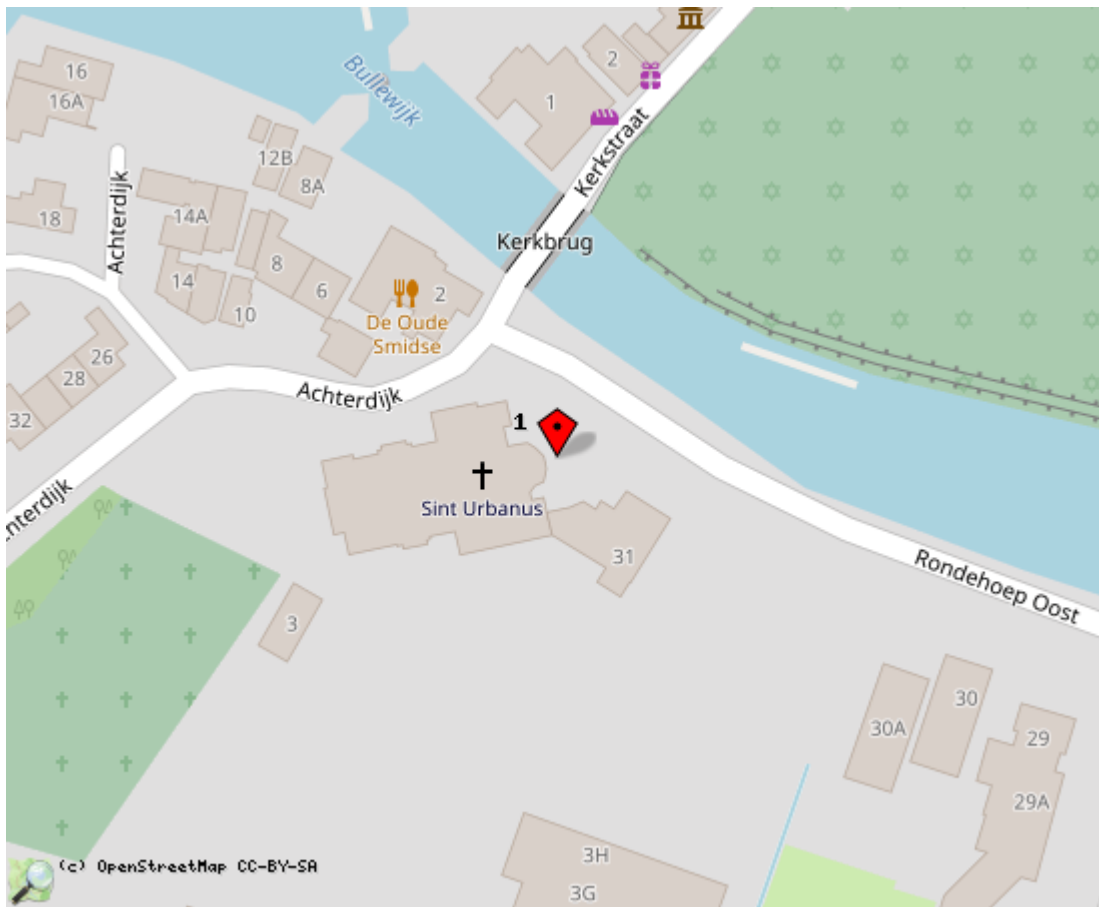 16
16A
Bullewijk
2
1
Kerkstraat
12B
8A
Achterdijk
18
14A
Kerkbrug
8
14
6
2
10
De Oude
Smidse
26
28
32
Achterdijk
1
Sint Urbanus
chterdijk
31
Rondehoep Oost
3
30
30A
29
29A
3H
3G
(c) OpenStreetMap CC-BY-SA